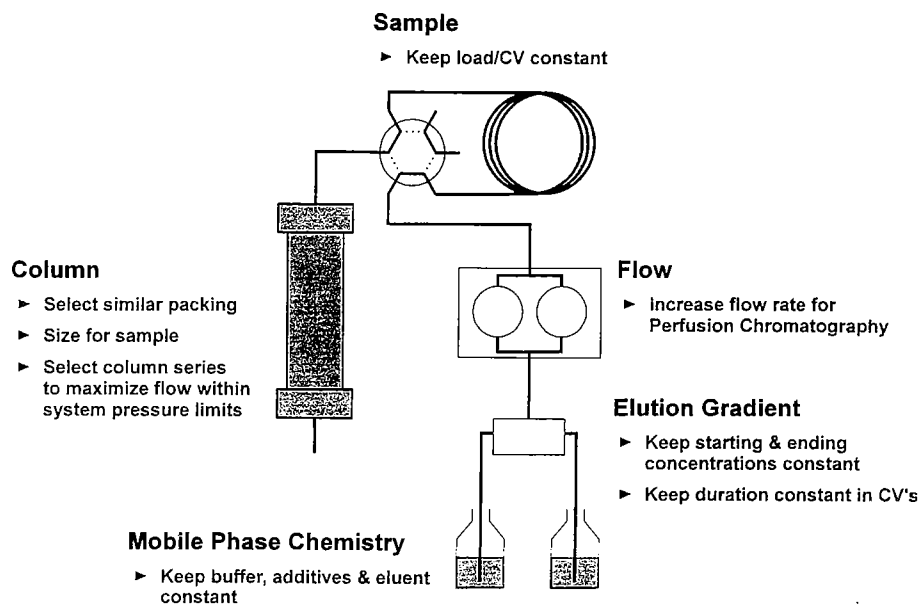 Sample
► Keep load/CV constant
Column
► Select similar packing
► Size for sample
► Select column series
to maximize flow within
system pressure limits
Flow
► Increase flow rate for
Perfusion Chromatography
Elution Gradient
► Keep starting & ending
concentrations constant
► Keep duration constant in CV's
Mobile Phase Chemistry
► Keep buffer, additives & eluent
constant